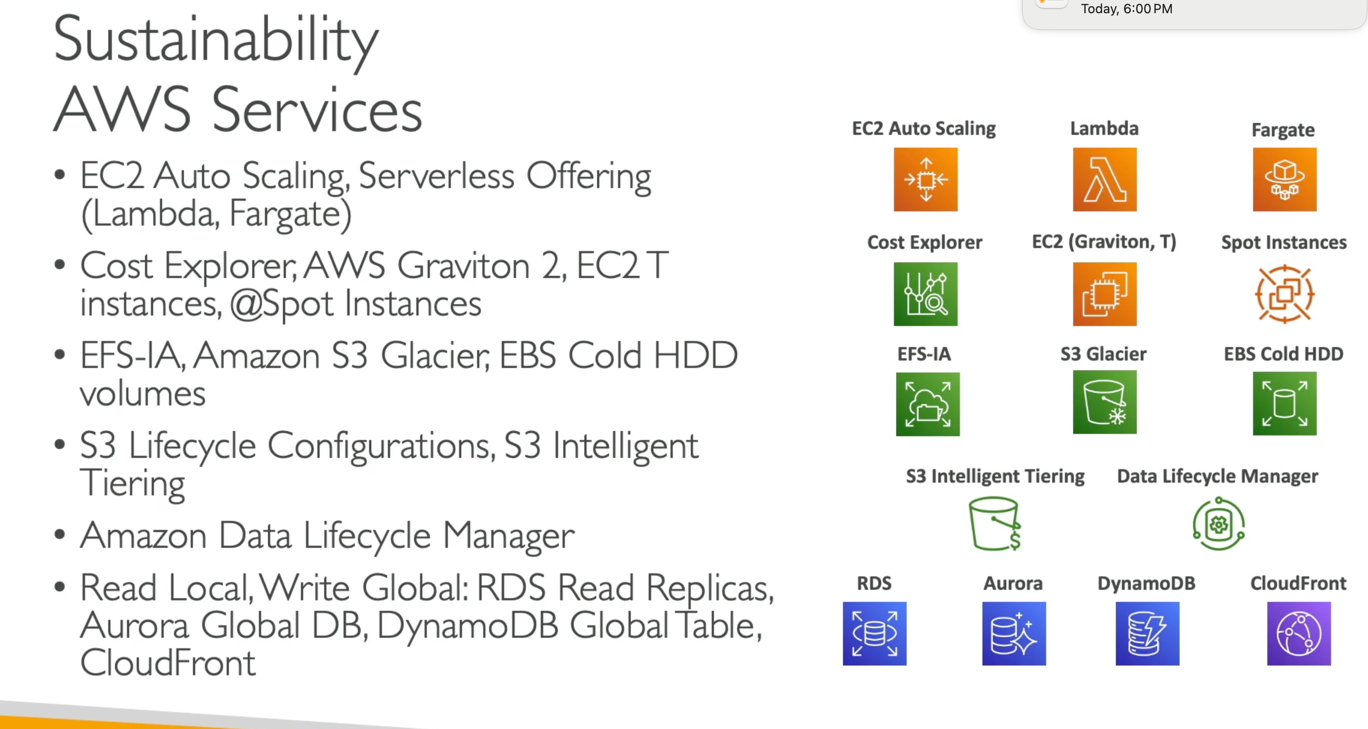 Today, 6:00 PM
Sustainability
AWS Services
• EC2 Auto Scaling, Serverless Offering
(Lambda, Fargate)
• Cost Explorer, AWS Graviton 2, EC2 T
instances, @Spot Instances
• EFS-IA, Amazon S3 Glacier, EBS Cold HDD
volumes
• S3 Lifecycle Configurations, S3 Intelligent
Tiering
• Amazon Data Lifecycle Manager
• Read Local, Write Global: RDS Read Replicas,
Aurora Global DB, DynamoDB Global Table,
CloudFront
EC2 Auto Scaling
Lambda
Fargate
Cost Explorer
EC2 (Graviton, T)
Spot Instances
EFS-IA
S3 Glacier
EBS Cold HDD
S3 Intelligent Tiering
Data Lifecycle Manager
RDS
Aurora
DynamoDB
CloudFront